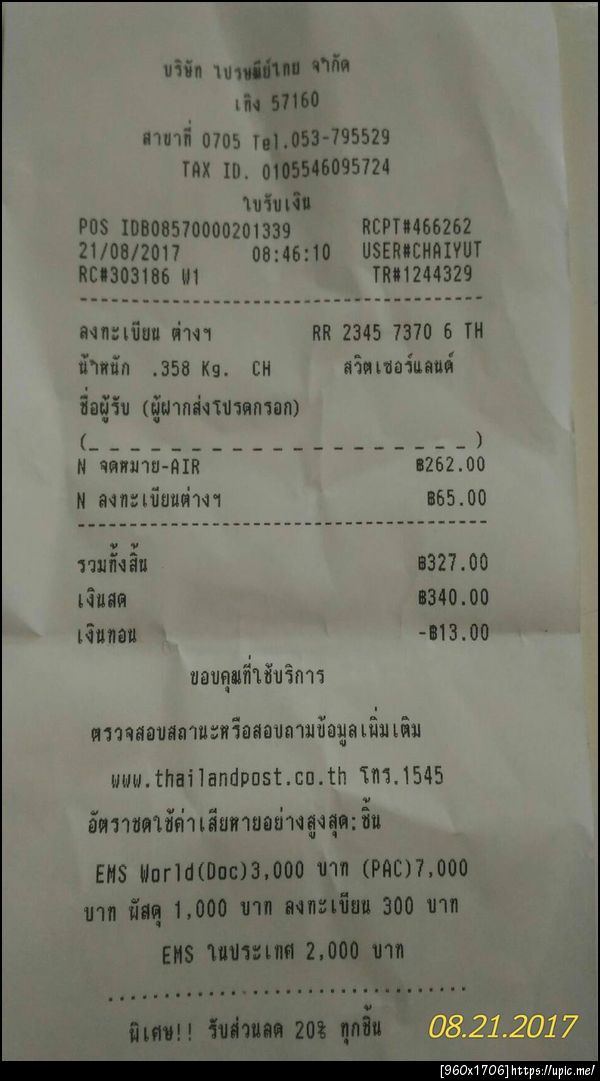 บริษัท ไปรษณีย์ไทย จำกัด
เทิง 57160
สาขาที่ 0705 Tel.053-795529
TAX ID. 0105546095724
ใบรับเงิน
POS IDB08570000201339 RCPT#466262
21/08/2017 08:46:10 USER#CHAIYUT
RC#303186 W1 TR#1244329
ลงทะเบียน ต่างฯ RR 2345 7370 6 TH
น้ำหนัก .358 Kg. CH สวิตเซอร์แลนด์
ชื่อผู้รับ (ผู้ฝากส่งโปรดกรอก)
(_ _ _ _ _ _ _ _ _ _ _ _ _ _ _ _ _ _ _ _)
N จดหมาย-AIR ฿262.00
N ลงทะเบียนต่างฯ ฿65.00
รวมทั้งสิ้น ฿327.00
เงินสด ฿340.00
เงินทอน -฿13.00
ขอบคุณที่ใช้บริการ
ตรวจสอบสถานะหรือสอบถามข้อมูลเพิ่มเติม
www.thailandpost.co.th โทร.1545
อัตราชดใช้ค่าเสียหายอย่างสูงสุด:ชิ้น
EMS World(Doc)3,000 บาท (PAC)7,000
บาท พัสดุ 1,000 บาท ลงทะเบียน 300 บาท
EMS ในประเทศ 2,000 บาท
พิเศษ!! รับส่วนลด 20% ทุกชิ้น
08.21.2017
[960x1706]https://upic.me/